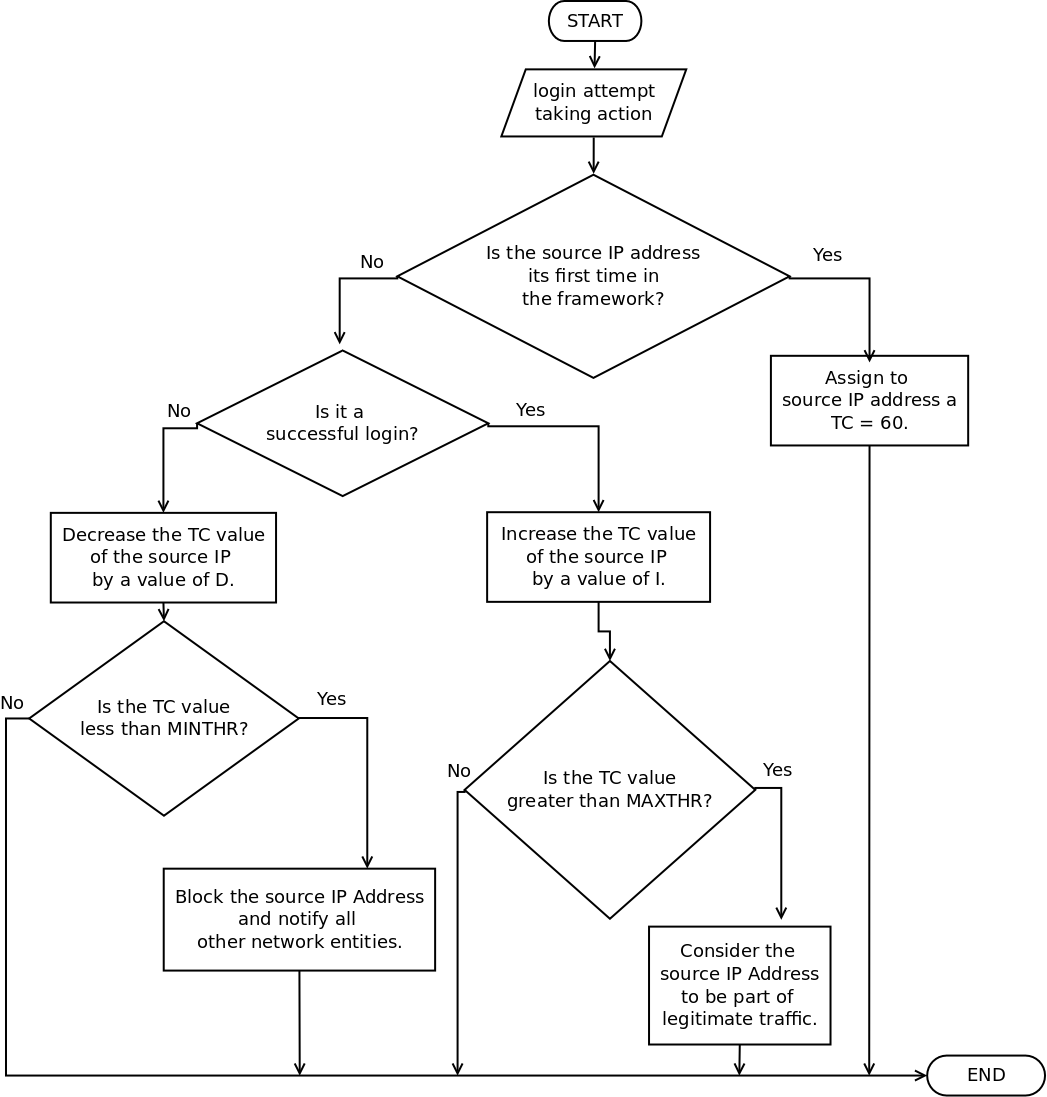 START
login attempt
taking action
Is the source IP address
its first time in
the framework?
No
Yes
Assign to
source IP address a
TC = 60.
Is it a
successful login?
No
Yes
Decrease the TC value
of the source IP
by a value of D.
Increase the TC value
of the source IP
by a value of I.
Is the TC value
less than MINTHR?
No
Yes
Is the TC value
greater than MAXTHR?
No
Yes
Block the source IP Address
and notify all
other network entities.
Consider the
source IP Address
to be part of
legitimate traffic.
END